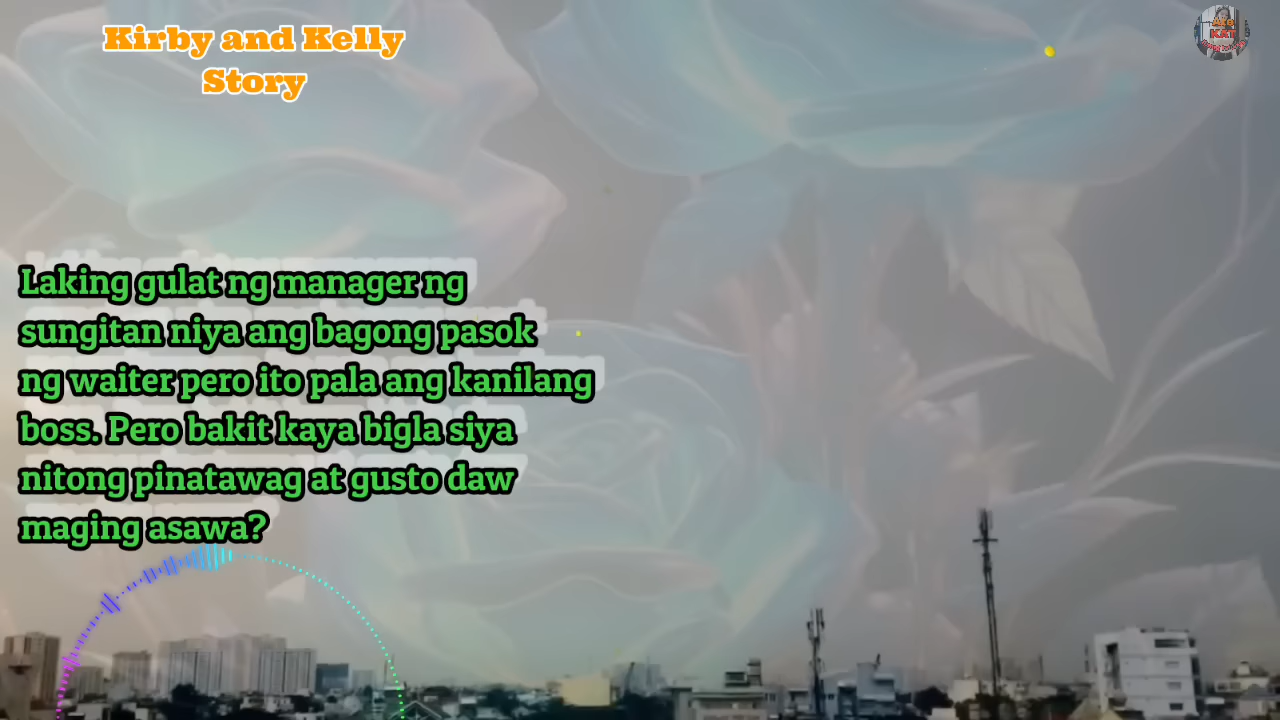 Kirby and Kelly
Story
Laking gulat ng manager ng
sungitan niya ang bagong pasok
ng waiter pero ito pala ang kanilang
boss. Pero bakit kaya bigla siya
nitong pinatawag at gusto daw
maging asawa?